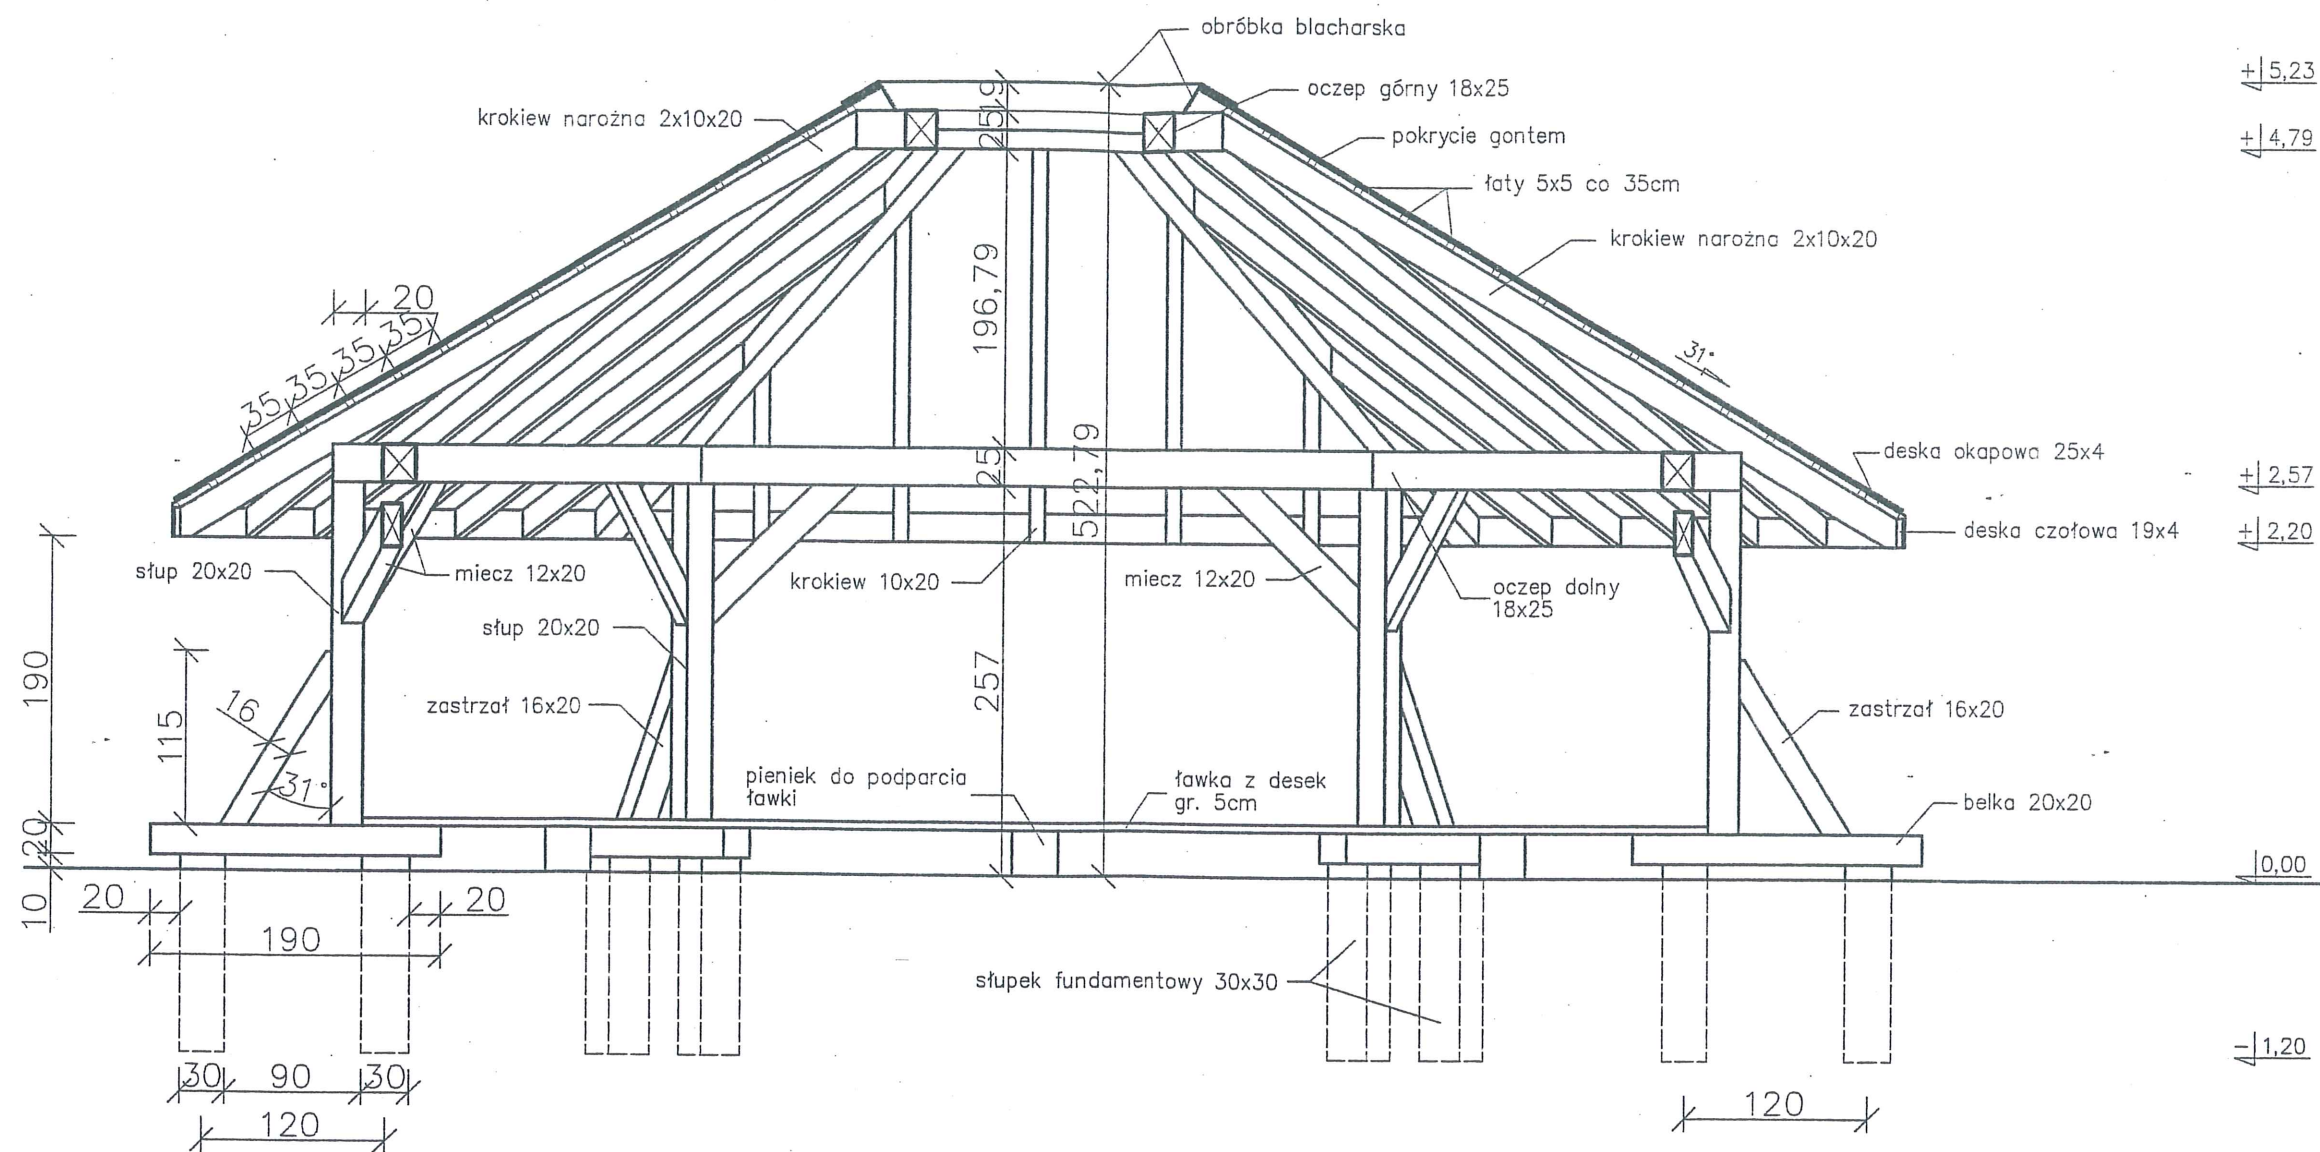 obróbka blacharska
+5,23
oczep górny 18x25
krokiew narożna 2x10x20
pokrycie gontem
+4,79
łaty 5x5 co 35cm
krokiew narożna 2x10x20
19
25
196,79
20
35
35
35
35
31°
25
522,79
deska okapowa 25x4
+2,57
deska czołowa 19x4
+2,20
słup 20x20
miecz 12x20
krokiew 10x20
miecz 12x20
oczep dolny
18x25
słup 20x20
190
115
16
31°
257
zastrzał 16x20
zastrzał 16x20
pieniek do podparcia
ławki
ławka z desek
gr. 5cm
belka 20x20
20
10
0,00
20
20
190
słupek fundamentowy 30x30
-1,20
30
90
30
120
120